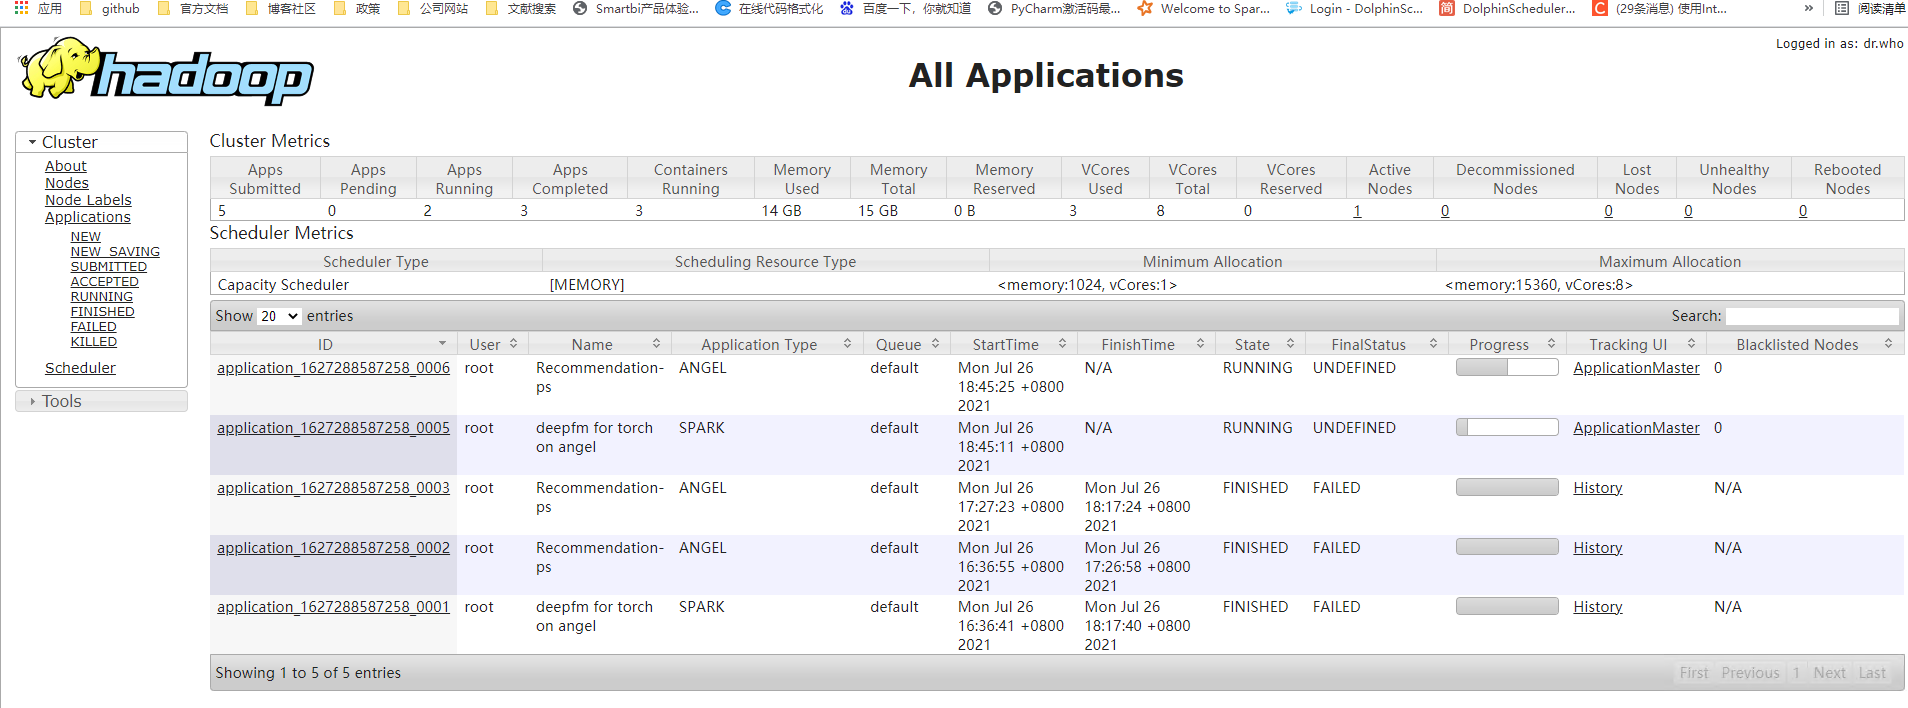 应用 github 官方文档 博客社区 政策 公司网站 文献搜索 Smartbi产品体验... 在线代码格式化 百度一下，你就知道 PyCharm激活码最... Welcome to Spar... Login - DolphinSc... DolphinScheduler... (29条消息) 使用Int... » 阅读清单
Logged in as: dr.who
hadoop
All Applications
Cluster
About
Nodes
Node Labels
Applications
NEW
NEW_SAVING
SUBMITTED
ACCEPTED
RUNNING
FINISHED
FAILED
KILLED
Scheduler
Tools
Cluster Metrics
Apps Submitted Apps Pending Apps Running Apps Completed Containers Running Memory Used Memory Total Memory Reserved VCores Used VCores Total VCores Reserved Active Nodes Decommissioned Nodes Lost Nodes Unhealthy Nodes Rebooted Nodes
5 0 2 3 3 14 GB 15 GB 0 B 3 8 0 1 0 0 0 0
Scheduler Metrics
Scheduler Type Scheduling Resource Type Minimum Allocation Maximum Allocation
Capacity Scheduler [MEMORY] <memory:1024, vCores:1> <memory:15360, vCores:8>
Show 20 entries Search:
ID User Name Application Type Queue StartTime FinishTime State FinalStatus Progress Tracking UI Blacklisted Nodes
application_1627288587258_0006 root Recommendation- ANGEL default Mon Jul 26 N/A RUNNING UNDEFINED ApplicationMaster 0
ps 18:45:25 +0800
2021
application_1627288587258_0005 root deepfm for torch SPARK default Mon Jul 26 N/A RUNNING UNDEFINED ApplicationMaster 0
on angel 18:45:11 +0800
2021
application_1627288587258_0003 root Recommendation- ANGEL default Mon Jul 26 Mon Jul 26 FINISHED FAILED History N/A
ps 17:27:23 +0800 18:17:24 +0800
2021 2021
application_1627288587258_0002 root Recommendation- ANGEL default Mon Jul 26 Mon Jul 26 FINISHED FAILED History N/A
ps 16:36:55 +0800 17:26:58 +0800
2021 2021
application_1627288587258_0001 root deepfm for torch SPARK default Mon Jul 26 Mon Jul 26 FINISHED FAILED History N/A
on angel 16:36:41 +0800 18:17:40 +0800
2021 2021
Showing 1 to 5 of 5 entries First Previous 1 Next Last